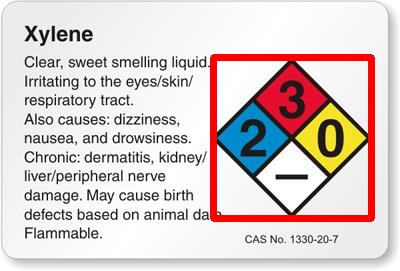 Xylene
Clear, sweet smelling liquid.
Irritating to the eyes/skin/
respiratory tract.
Also causes: dizziness,
nausea, and drowsiness.
Chronic: dermatitis, kidney/
liver/peripheral nerve
damage. May cause birth
defects based on animal data
Flammable.
3
2 0
—
CAS No. 1330-20-7